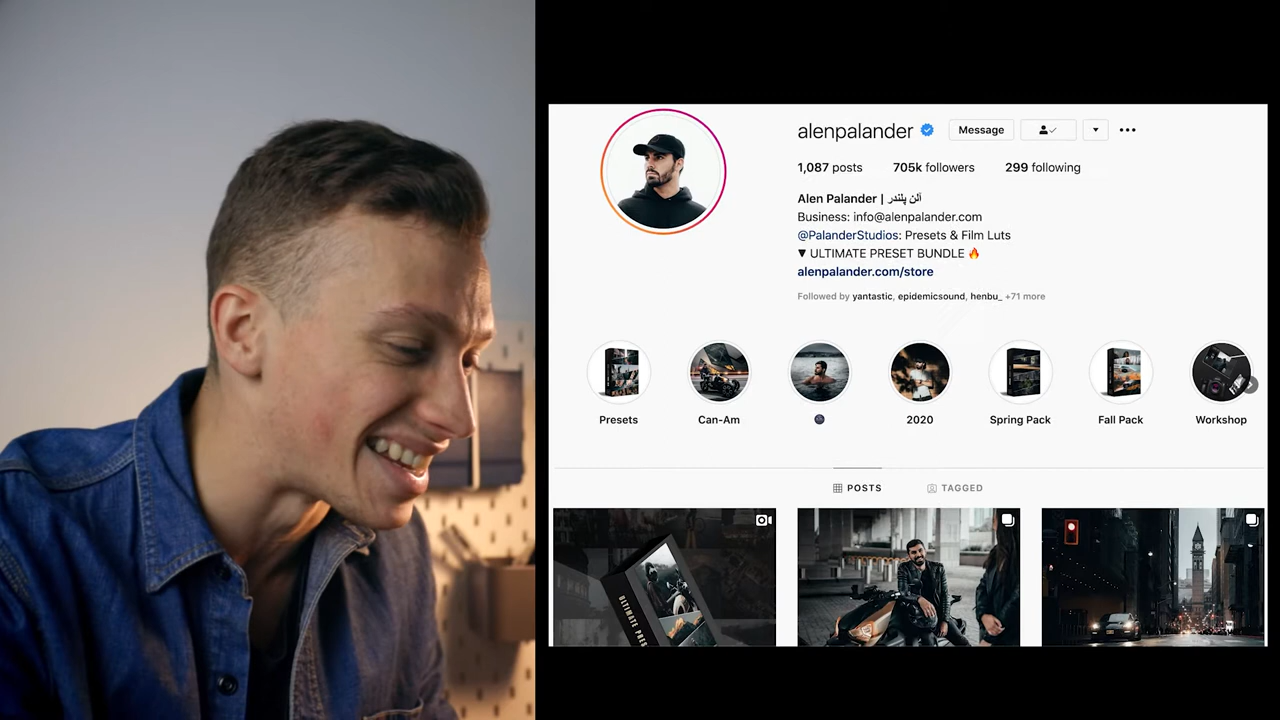 alenpalander Message
1,087 posts 705k followers 299 following
Alen Palander | آلن پلندر
Business: info@alenpalander.com
@PalanderStudios: Presets & Film Luts
▼ ULTIMATE PRESET BUNDLE 🔥
alenpalander.com/store
Followed by yantastic, epidemicsound, henbu_ +71 more
Presets Can-Am 2020 Spring Pack Fall Pack Workshop
POSTS TAGGED
ULTIMATE